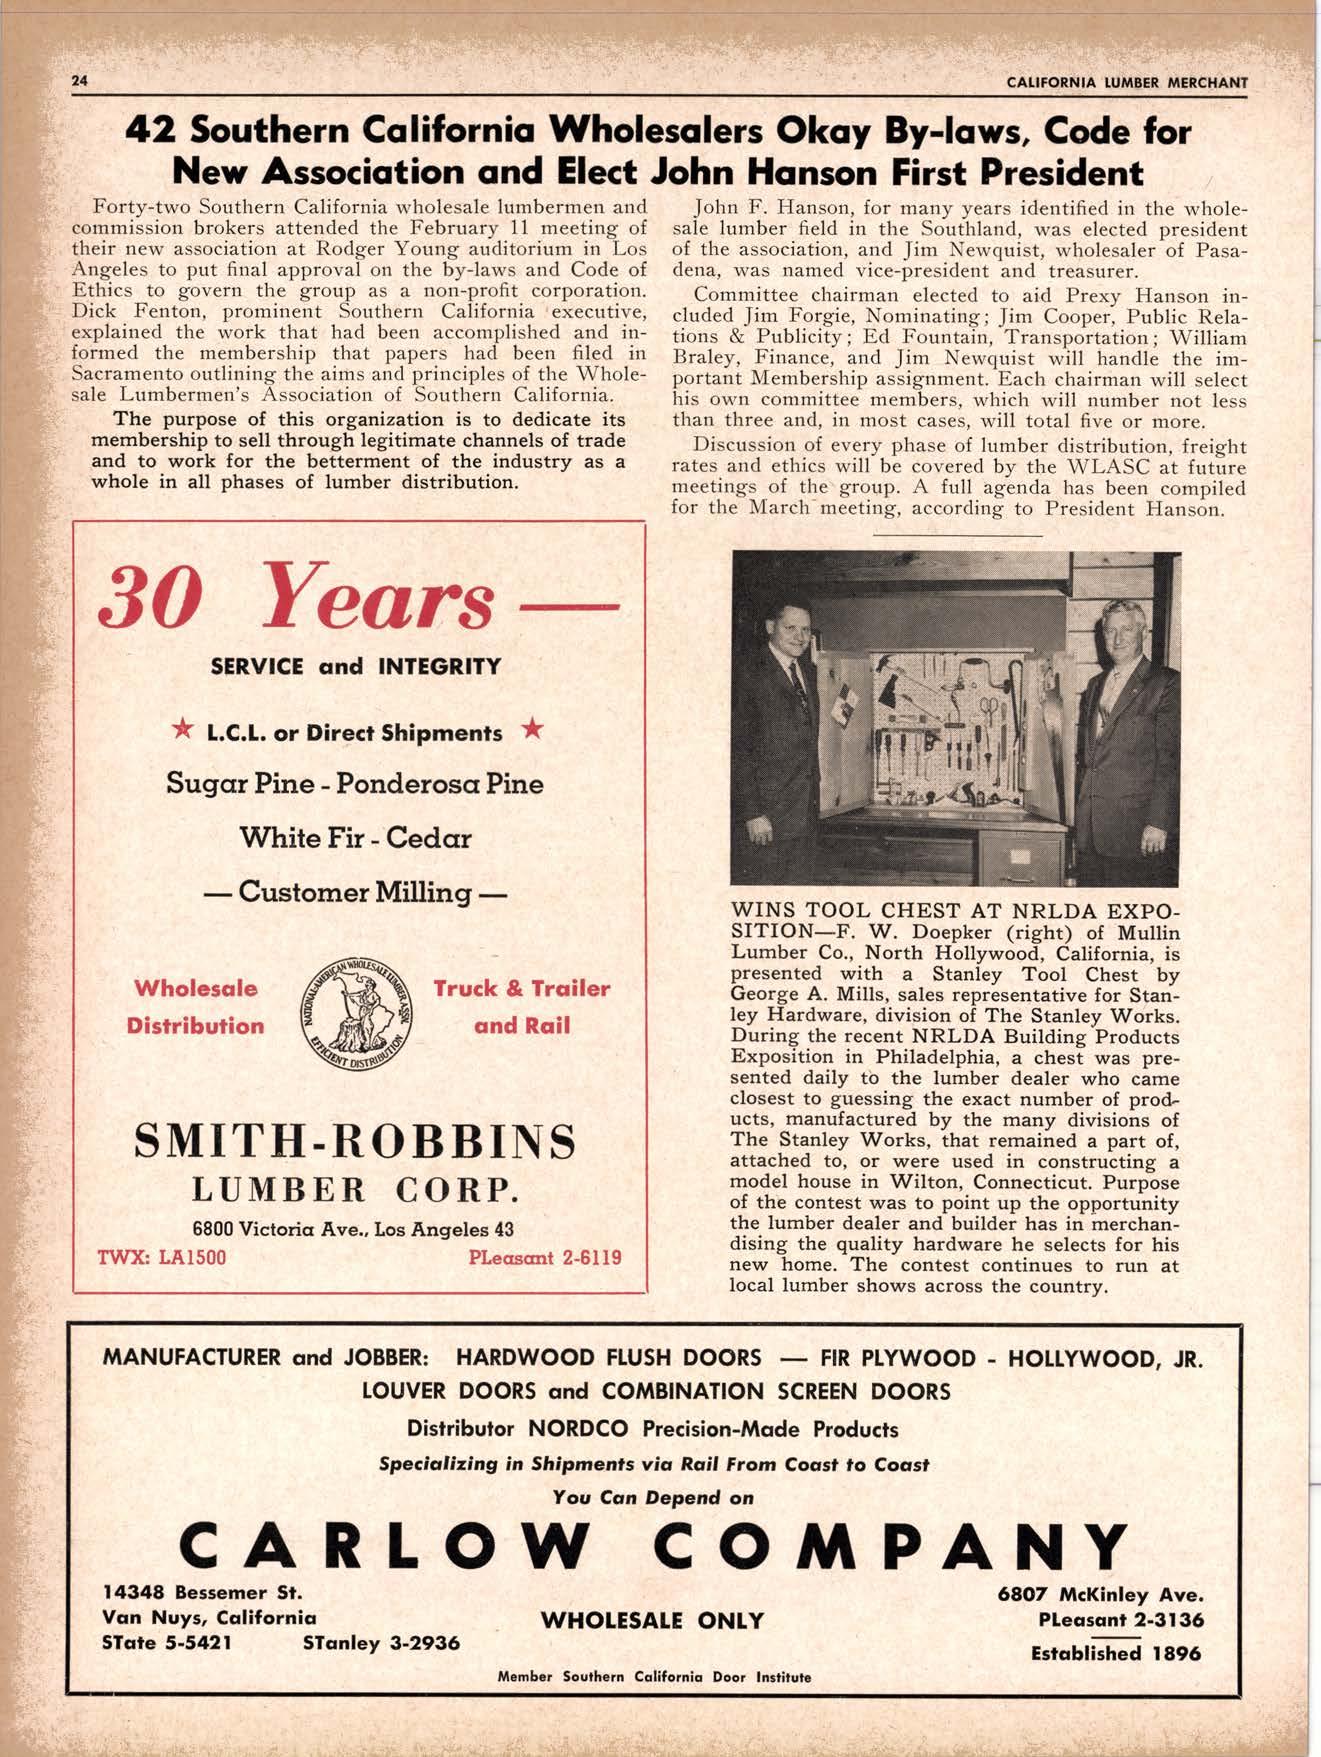 24
CALIFORNIA LUMBER MERCHANT
42 Southern California Wholesalers Okay By-laws, Code for
New Association and Elect John Hanson First President
Forty-two Southern California wholesale lumbermen and
commission brokers attended the February 11 meeting of
their new association at Rodger Young auditorium in Los
Angeles to put final approval on the by-laws and Code of
Ethics to govern the group as a non-profit corporation.
Dick Fenton, prominent Southern California executive,
explained the work that had been accomplished and in-
formed the membership that papers had been filed in
Sacramento outlining the aims and principles of the Whole-
sale Lumbermen's Association of Southern California.
The purpose of this organization is to dedicate its
membership to sell through legitimate channels of trade
and to work for the betterment of the industry as a
whole in all phases of lumber distribution.
John F. Hanson, for many years identified in the whole-
sale lumber field in the Southland, was elected president
of the association, and Jim Newquist, wholesaler of Pasa-
dena, was named vice-president and treasurer.
Committee chairman elected to aid Prexy Hanson in-
cluded Jim Forgie, Nominating; Jim Cooper, Public Rela-
tions & Publicity; Ed Fountain, Transportation; William
Braley, Finance, and Jim Newquist will handle the im-
portant Membership assignment. Each chairman will select
his own committee members, which will number not less
than three and, in most cases, will total five or more.
Discussion of every phase of lumber distribution, freight
rates and ethics will be covered by the WLASC at future
meetings of the group. A full agenda has been compiled
for the March meeting, according to President Hanson.
30 Years —
SERVICE and INTEGRITY
★ L.C.L. or Direct Shipments ★
Sugar Pine - Ponderosa Pine
White Fir - Cedar
— Customer Milling —
Wholesale
Distribution
NATIONAL-AMERICAN WHOLESALE LUMBER ASSN.
EFFICIENT DISTRIBUTION
Truck & Trailer
and Rail
SMITH-ROBBINS
LUMBER CORP.
6800 Victoria Ave., Los Angeles 43
TWX: LA1500
PLeasant 2-6119
WINS TOOL CHEST AT NRLDA EXPO-
SITION—F. W. Doepker (right) of Mullin
Lumber Co., North Hollywood, California, is
presented with a Stanley Tool Chest by
George A. Mills, sales representative for Stan-
ley Hardware, division of The Stanley Works.
During the recent NRLDA Building Products
Exposition in Philadelphia, a chest was pre-
sented daily to the lumber dealer who came
closest to guessing the exact number of prod-
ucts, manufactured by the many divisions of
The Stanley Works, that remained a part of,
attached to, or were used in constructing a
model house in Wilton, Connecticut. Purpose
of the contest was to point up the opportunity
the lumber dealer and builder has in merchan-
dising the quality hardware he selects for his
new home. The contest continues to run at
local lumber shows across the country.
MANUFACTURER and JOBBER: HARDWOOD FLUSH DOORS — FIR PLYWOOD - HOLLYWOOD, JR.
LOUVER DOORS and COMBINATION SCREEN DOORS
Distributor NORDCO Precision-Made Products
Specializing in Shipments via Rail From Coast to Coast
You Can Depend on
CARLOW COMPANY
14348 Bessemer St.
Van Nuys, California
STate 5-5421 STanley 3-2936
WHOLESALE ONLY
6807 McKinley Ave.
PLeasant 2-3136
Established 1896
Member Southern California Door Institute